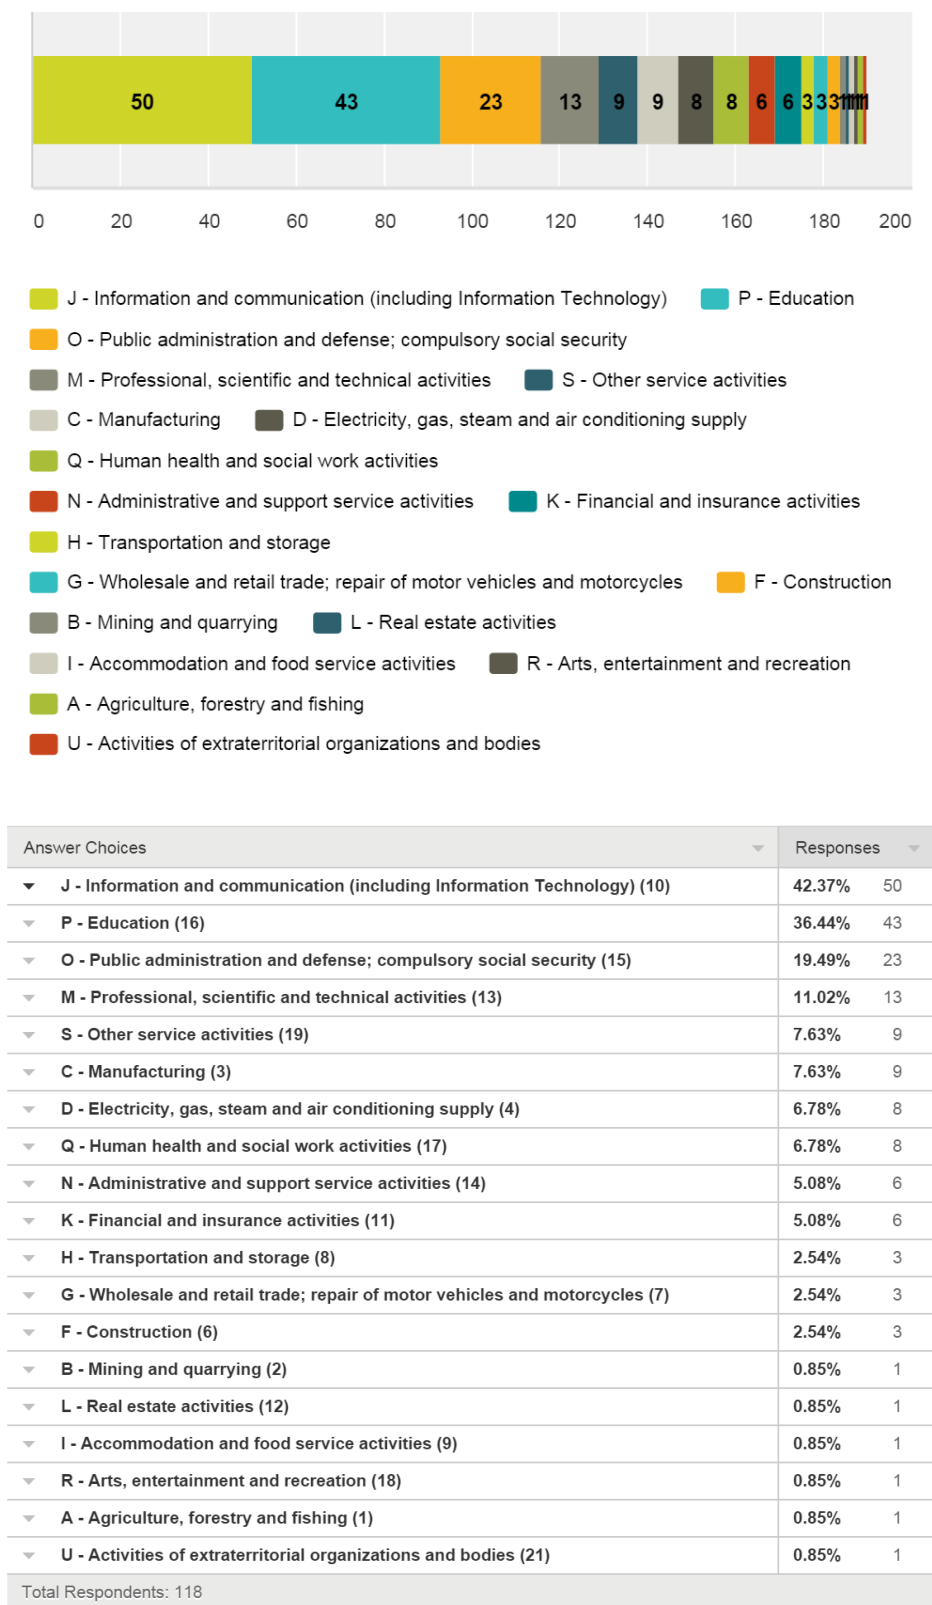 50 43 23 13 9 9 8 8 6 6 3 3 3 1 1 1 1 1 1
0 20 40 60 80 100 120 140 160 180 200
J - Information and communication (including Information Technology) P - Education
O - Public administration and defense; compulsory social security
M - Professional, scientific and technical activities S - Other service activities
C - Manufacturing D - Electricity, gas, steam and air conditioning supply
Q - Human health and social work activities
N - Administrative and support service activities K - Financial and insurance activities
H - Transportation and storage
G - Wholesale and retail trade; repair of motor vehicles and motorcycles F - Construction
B - Mining and quarrying L - Real estate activities
I - Accommodation and food service activities R - Arts, entertainment and recreation
A - Agriculture, forestry and fishing
U - Activities of extraterritorial organizations and bodies
Answer Choices Responses
J - Information and communication (including Information Technology) (10) 42.37% 50
P - Education (16) 36.44% 43
O - Public administration and defense; compulsory social security (15) 19.49% 23
M - Professional, scientific and technical activities (13) 11.02% 13
S - Other service activities (19) 7.63% 9
C - Manufacturing (3) 7.63% 9
D - Electricity, gas, steam and air conditioning supply (4) 6.78% 8
Q - Human health and social work activities (17) 6.78% 8
N - Administrative and support service activities (14) 5.08% 6
K - Financial and insurance activities (11) 5.08% 6
H - Transportation and storage (8) 2.54% 3
G - Wholesale and retail trade; repair of motor vehicles and motorcycles (7) 2.54% 3
F - Construction (6) 2.54% 3
B - Mining and quarrying (2) 0.85% 1
L - Real estate activities (12) 0.85% 1
I - Accommodation and food service activities (9) 0.85% 1
R - Arts, entertainment and recreation (18) 0.85% 1
A - Agriculture, forestry and fishing (1) 0.85% 1
U - Activities of extraterritorial organizations and bodies (21) 0.85% 1
Total Respondents: 118